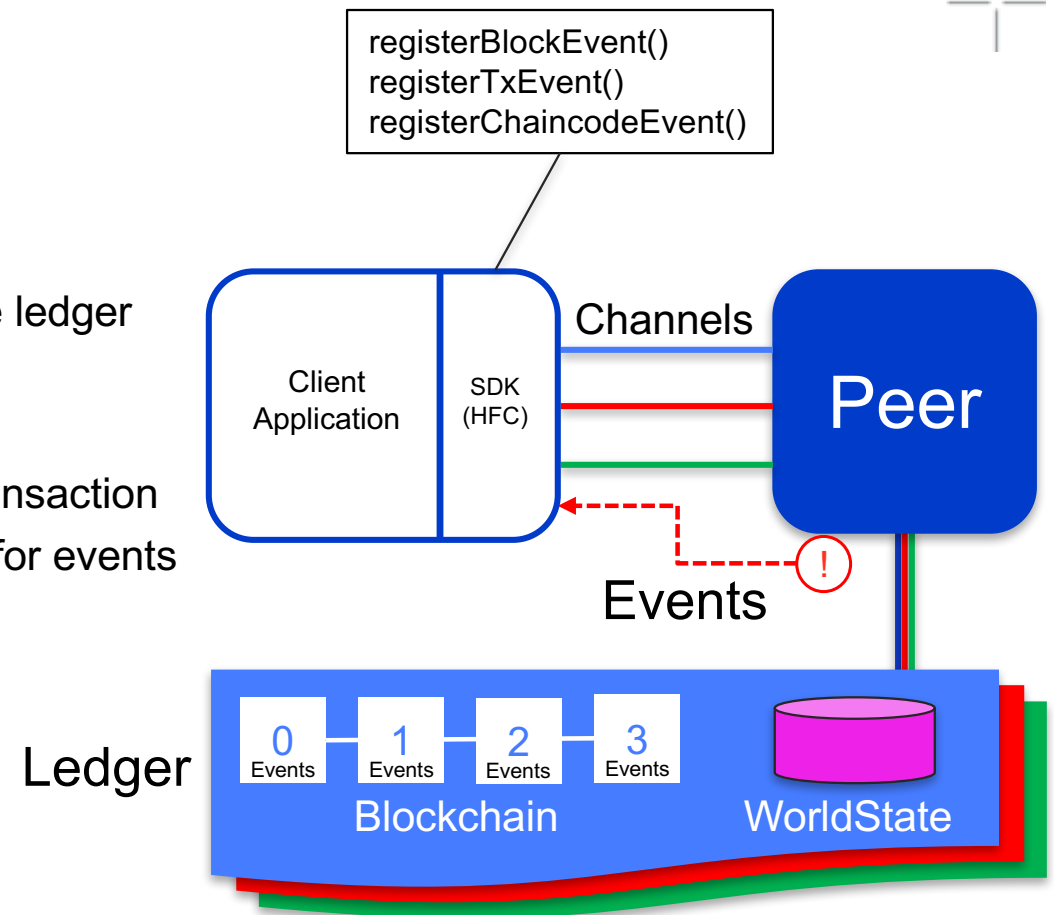 registerBlockEvent()
registerTxEvent()
registerChaincodeEvent()
ledger
Channels
Client
Application
SDK
(HFC)
Peer
for events
Events
Ledger
0
Events
1
Events
2
Events
3
Events
Blockchain
WorldState